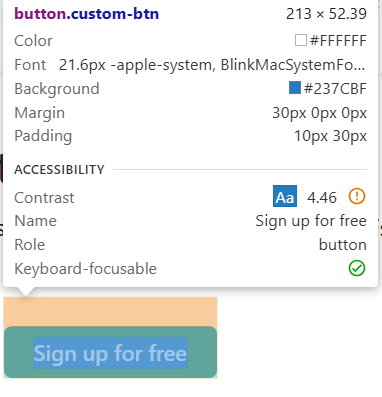 button.custom-btn 213 × 52.39
Color #FFFFFF
Font 21.6px -apple-system, BlinkMacSystemFo...
Background #237CBF
Margin 30px 0px 0px
Padding 10px 30px
ACCESSIBILITY
Contrast Aa 4.46
Name Sign up for free
Role button
Keyboard-focusable
Sign up for free